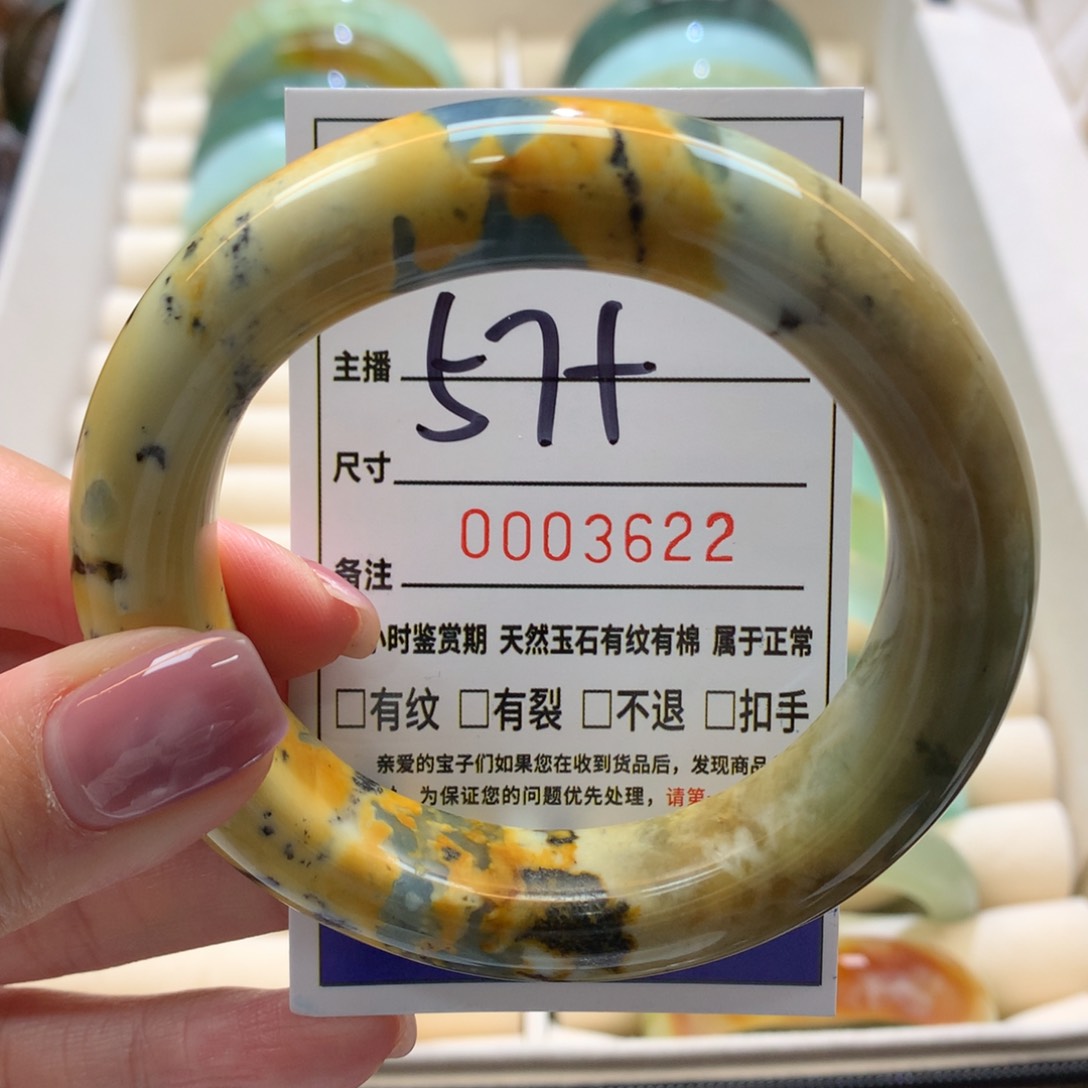 主播 57+
尺寸
0003622
备注
小时鉴赏期 天然玉石有纹有棉 属于正常
□有纹 □有裂 □不退 □扣手
亲爱的宝子们如果您在收到货品后，发现商品
为保证您的问题优先处理，请第一